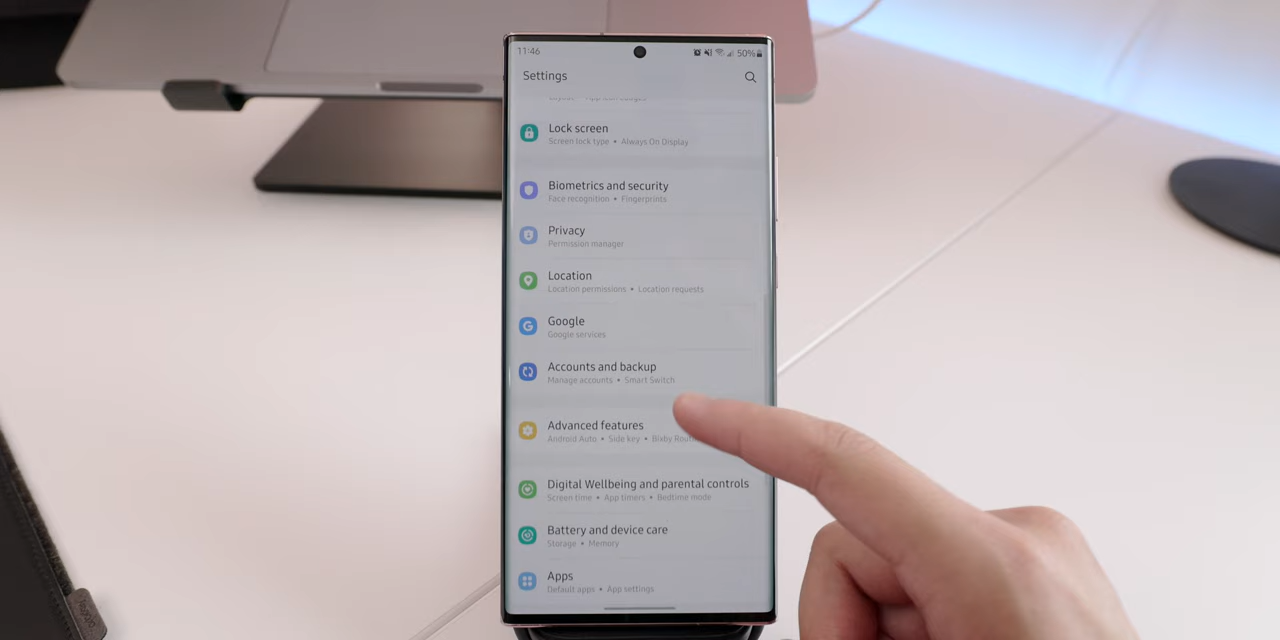 11:46
50%
Settings
Lock screen
Screen lock type • Always On Display
Biometrics and security
Face recognition • Fingerprints
Privacy
Permission manager
Location
Location permissions • Location requests
Google
Google services
Accounts and backup
Manage accounts • Smart Switch
Advanced features
Android Auto • Side key • Bixby Rou
Digital Wellbeing and parental controls
Screen time • App timers • Bedtime mode
Battery and device care
Storage • Memory
Apps
Default apps • App settings